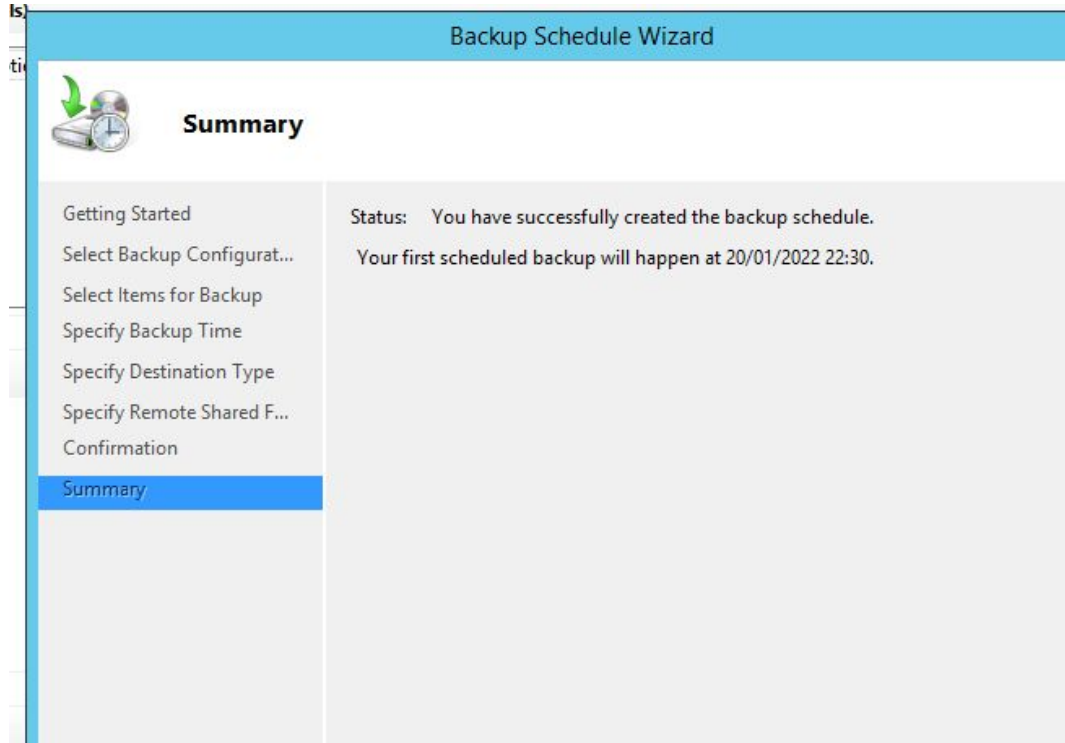 ls)
Backup Schedule Wizard
Summary
Getting Started
Select Backup Configurat...
Select Items for Backup
Specify Backup Time
Specify Destination Type
Specify Remote Shared F...
Confirmation
Summary
Status: You have successfully created the backup schedule.
Your first scheduled backup will happen at 20/01/2022 22:30.